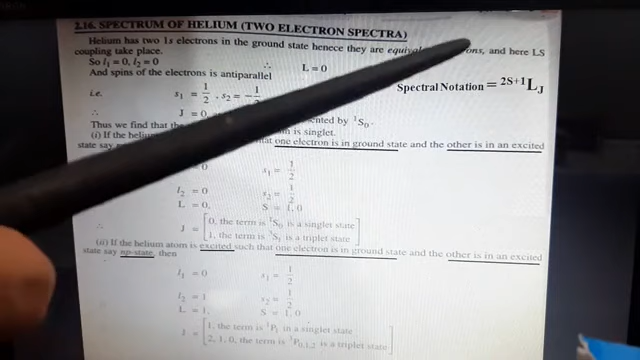 2.16. SPECTRUM OF HELIUM (TWO ELECTRON SPECTRA)
Helium has two 1s electrons in the ground state henece they are and here LS
coupling take place.
So l₁ = 0, l₂ = 0 ∴ L = 0
And spins of the electrons is antiparallel
Spectral Notation = ²ˢ⁺¹L_J
i.e. s₁ = 1/2, s₂ = −1/2
∴ J = 0,
Thus we find that the by ¹S₀.
(i) If the is singlet.
state say that one electron is in ground state and the other is in an excited
= 0 s₁ = 1/2
l₂ = 0 s₂ = 1/2
L = 0, S = 1, 0
∴ J = [0, the term is ¹S₀ is a singlet state
1, the term is ³S₁ is a triplet state]
(ii) If the helium atom is excited such that one electron is in ground state and the other is in an excited
state say np-state, then
l₁ = 0 s₁ = 1/2
l₂ = 1 s₂ = 1/2
L = 1, S = 1, 0
J = [1, the term is ¹P₁ in a singlet state
2, 1, 0, the term is ³P₀,₁,₂ is a triplet state]